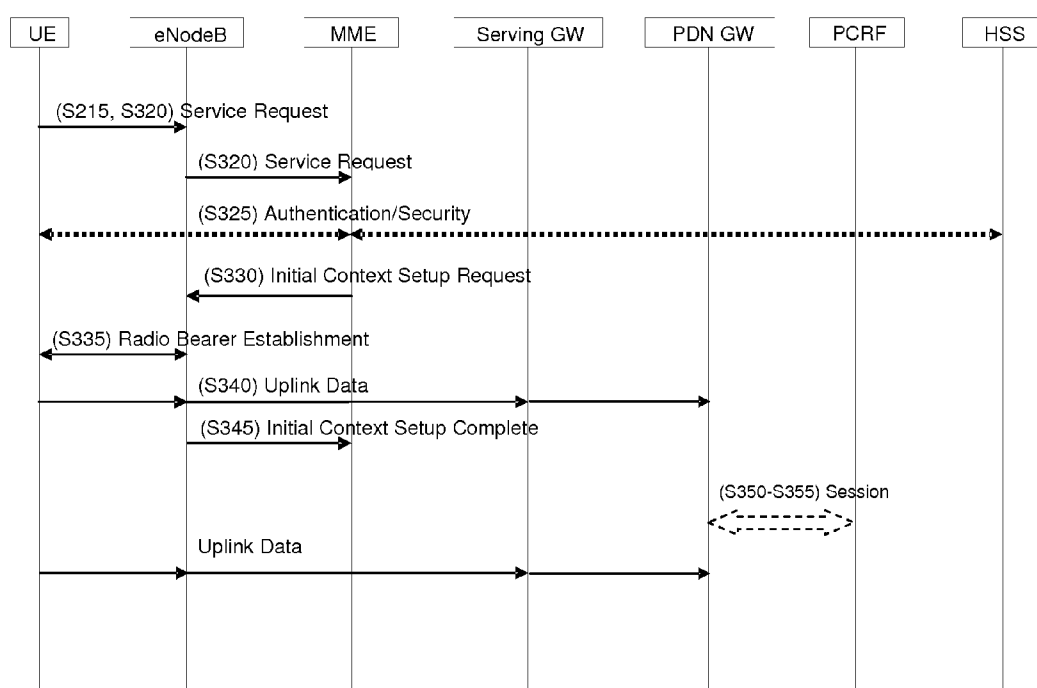 UE eNodeB MME Serving GW PDN GW PCRF HSS
(S215, S320) Service Request
(S320) Service Request
(S325) Authentication/Security
(S330) Initial Context Setup Request
(S335) Radio Bearer Establishment
(S340) Uplink Data
(S345) Initial Context Setup Complete
(S350-S355) Session
Uplink Data